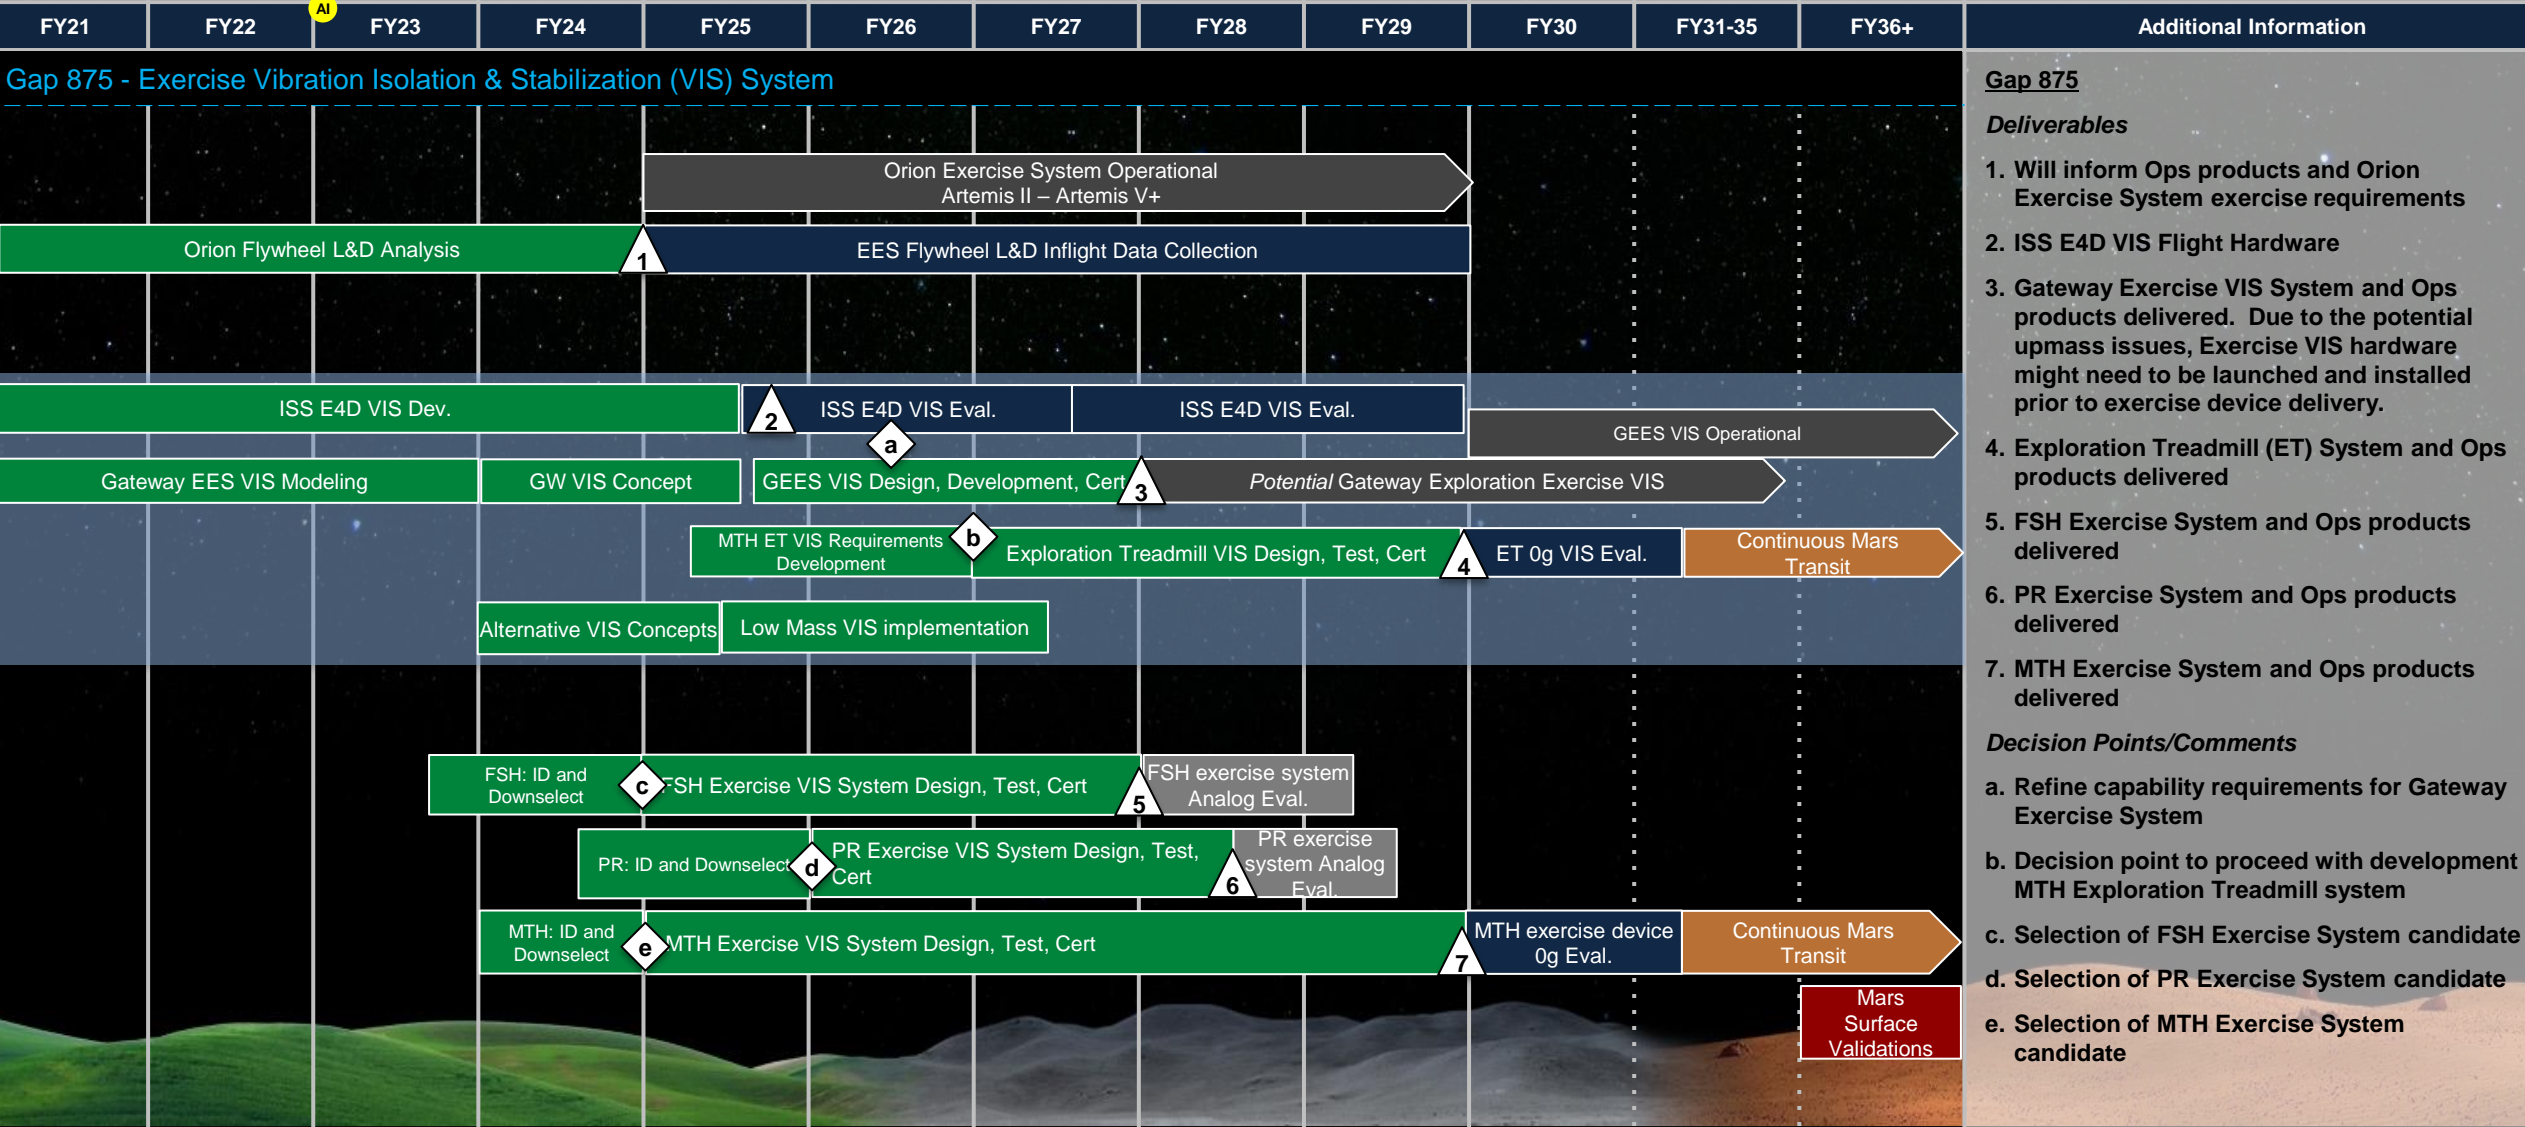 AI
FY21 FY22 FY23 FY24 FY25 FY26 FY27 FY28 FY29 FY30 FY31-35 FY36+ Additional Information
Gap 875 - Exercise Vibration Isolation & Stabilization (VIS) System
Orion Exercise System Operational
Artemis II – Artemis V+
Orion Flywheel L&D Analysis
1
EES Flywheel L&D Inflight Data Collection
ISS E4D VIS Dev.
2
ISS E4D VIS Eval.
ISS E4D VIS Eval.
a
GEES VIS Operational
Gateway EES VIS Modeling
GW VIS Concept
GEES VIS Design, Development, Cert
3
Potential Gateway Exploration Exercise VIS
MTH ET VIS Requirements
Development
b
Exploration Treadmill VIS Design, Test, Cert
4
ET 0g VIS Eval.
Continuous Mars
Transit
Alternative VIS Concepts
Low Mass VIS implementation
FSH: ID and
Downselect
c
FSH Exercise VIS System Design, Test, Cert
5
FSH exercise system
Analog Eval.
PR: ID and Downselect
d
PR Exercise VIS System Design, Test,
Cert
6
PR exercise
system Analog
Eval.
MTH: ID and
Downselect
e
MTH Exercise VIS System Design, Test, Cert
7
MTH exercise device
0g Eval.
Continuous Mars
Transit
Mars
Surface
Validations
Gap 875
Deliverables
1. Will inform Ops products and Orion
Exercise System exercise requirements
2. ISS E4D VIS Flight Hardware
3. Gateway Exercise VIS System and Ops
products delivered. Due to the potential
upmass issues, Exercise VIS hardware
might need to be launched and installed
prior to exercise device delivery.
4. Exploration Treadmill (ET) System and Ops
products delivered
5. FSH Exercise System and Ops products
delivered
6. PR Exercise System and Ops products
delivered
7. MTH Exercise System and Ops products
delivered
Decision Points/Comments
a. Refine capability requirements for Gateway
Exercise System
b. Decision point to proceed with development
MTH Exploration Treadmill system
c. Selection of FSH Exercise System candidate
d. Selection of PR Exercise System candidate
e. Selection of MTH Exercise System
candidate